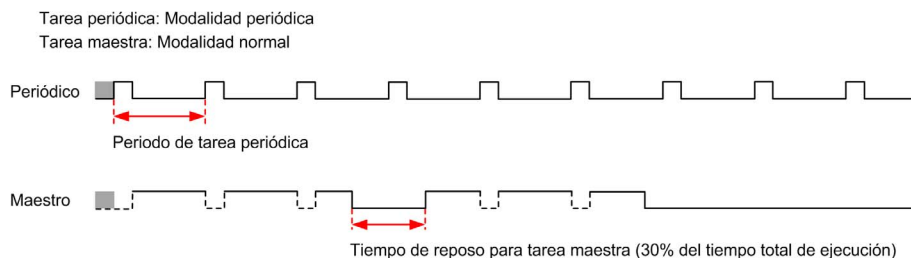 Tarea periódica: Modalidad periódica
Tarea maestra: Modalidad normal
Periódico
Periodo de tarea periódica
Maestro
Tiempo de reposo para tarea maestra (30% del tiempo total de ejecución)